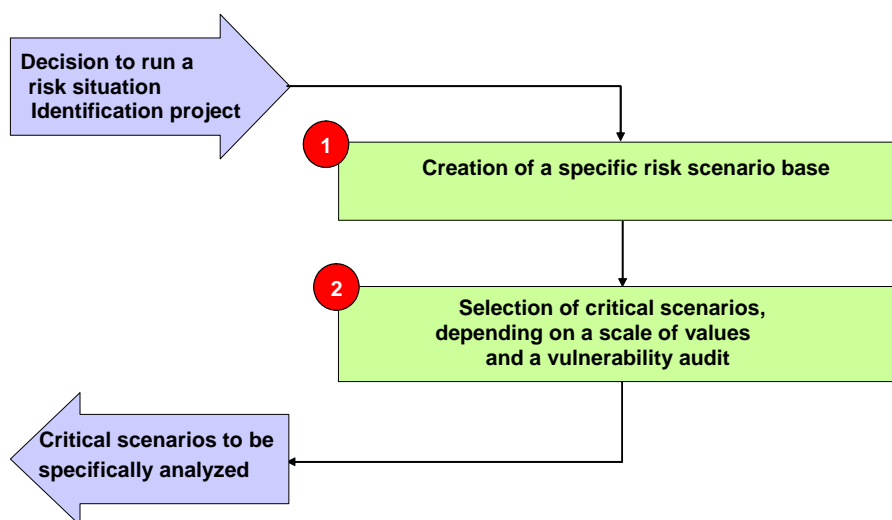 Decision to run a
risk situation
Identification project
1
Creation of a specific risk scenario base
2
Selection of critical scenarios,
depending on a scale of values
and a vulnerability audit
Critical scenarios to be
specifically analyzed